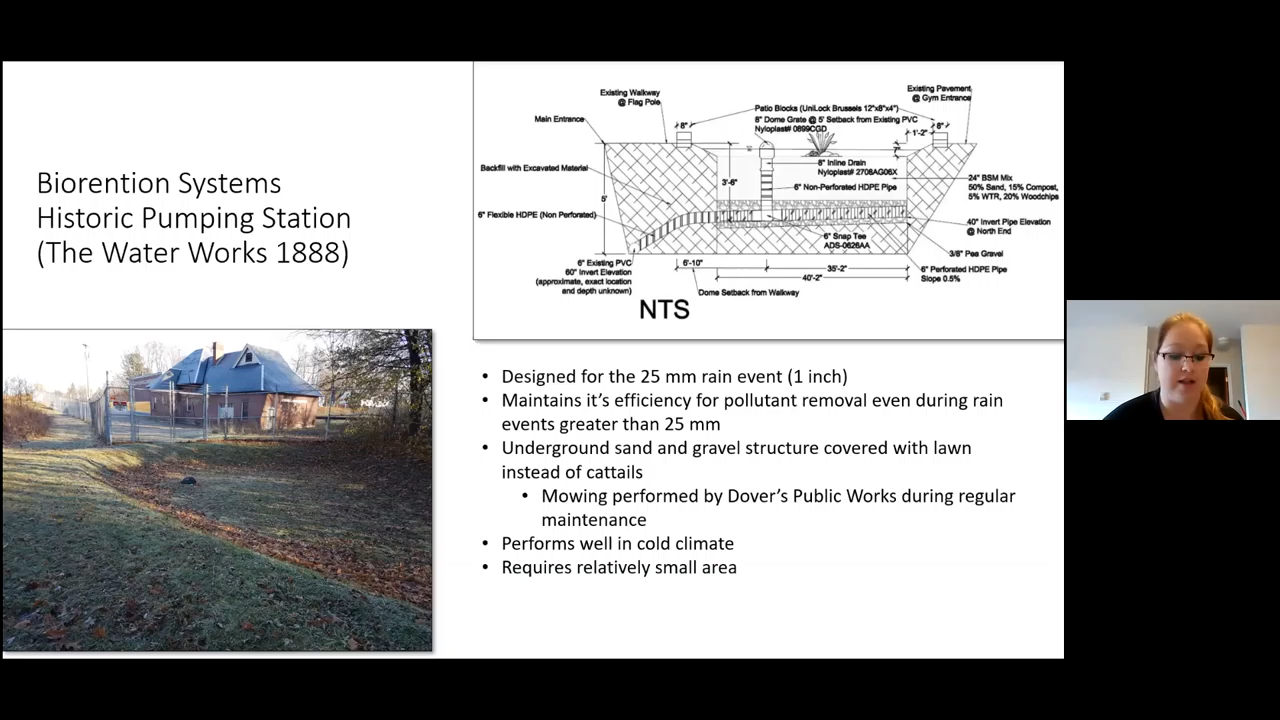 Biorention Systems
Historic Pumping Station
(The Water Works 1888)
Existing Walkway
@ Flag Pole
Main Entrance
8"
Patio Blocks (UniLock Brussels 12"x8"x4")
8" Dome Grate @ 5' Setback from Existing PVC
Nyloplast# 0899CGD
Existing Pavement
@ Gym Entrance
8"
1'-2"
7"
Backfill with Excavated Material
3'-6"
5'
8" Inline Drain
Nyloplast# 2708AG06X
6" Non-Perforated HDPE Pipe
24" BSM Mix
50% Sand, 15% Compost,
5% WTR, 20% Woodchips
6" Flexible HDPE (Non Perforated)
40" Invert Pipe Elevation
@ North End
6" Snap Tee
ADS-0626AA
3/8" Pea Gravel
6" Existing PVC
60" Invert Elevation
(approximate, exact location
and depth unknown)
6'-10"
35'-2"
40'-2"
6" Perforated HDPE Pipe
Slope 0.5%
Dome Setback from Walkway
NTS
• Designed for the 25 mm rain event (1 inch)
• Maintains it's efficiency for pollutant removal even during rain
events greater than 25 mm
• Underground sand and gravel structure covered with lawn
instead of cattails
• Mowing performed by Dover's Public Works during regular
maintenance
• Performs well in cold climate
• Requires relatively small area